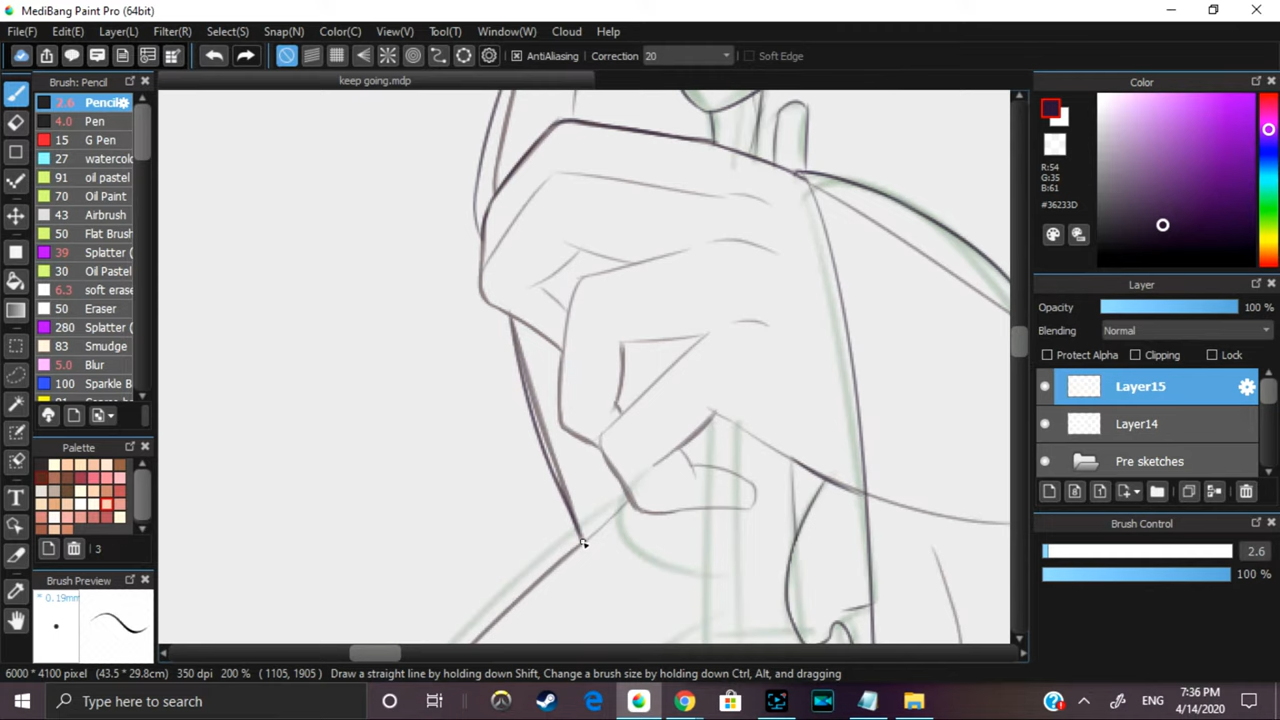 MediBang Paint Pro (64bit)
File(F) Edit(E) Layer(L) Filter(R) Select(S) Snap(N) Color(C) View(V) Tool(T) Window(W) Cloud Help
AntiAliasing Correction 20 Soft Edge
Brush: Pencil
keep going.mdp
Color
2.6 Pencil
4.0 Pen
15 G Pen
27 watercol
91 oil pastel
70 Oil Paint
43 Airbrush
50 Flat Brush
39 Splatter (
30 Oil Pastel
6.3 soft erase
50 Eraser
280 Splatter (
83 Smudge
5.0 Blur
100 Sparkle B
R:54
G:35
B:61
#36233D
Layer
Opacity 100 %
Blending Normal
Protect Alpha Clipping Lock
Layer15
Layer14
Pre sketches
Palette
3
Brush Control
2.6
100 %
Brush Preview
* 0.19mm
6000 * 4100 pixel (43.5 * 29.8cm) 350 dpi 200 % ( 1105, 1905 ) Draw a straight line by holding down Shift, Change a brush size by holding down Ctrl, Alt, and dragging
Type here to search
ENG
7:36 PM
4/14/2020